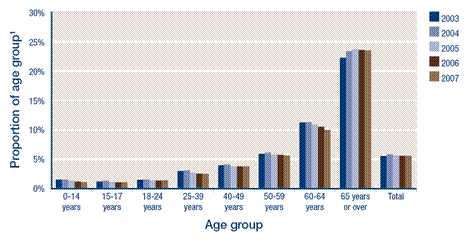 30%
25%
20%
15%
10%
5%
0%
Proportion of age group¹
0-14 years
15-17 years
18-24 years
25-39 years
40-49 years
50-59 years
60-64 years
65 years or over
Total
Age group
2003
2004
2005
2006
2007